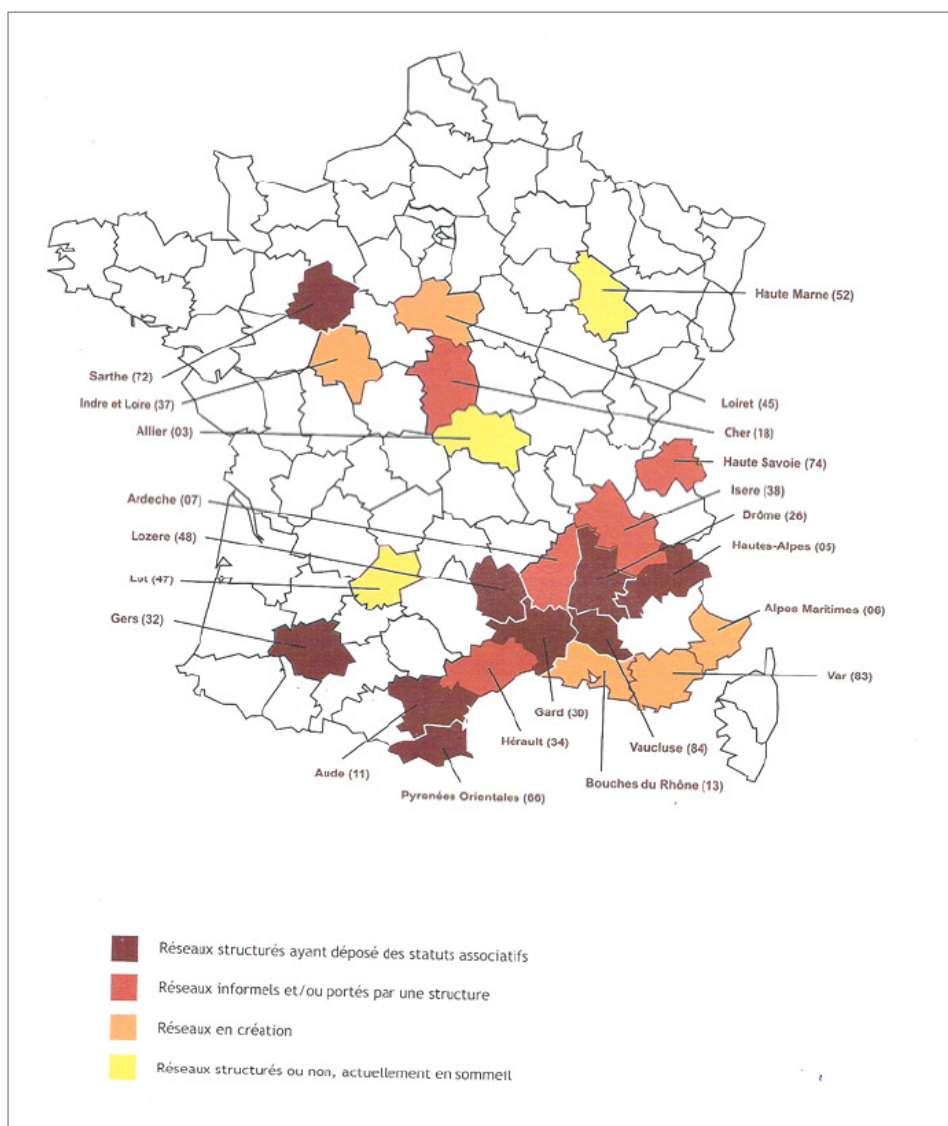 Haute Marne (52)
Sarthe (72)
Indre et Loire (37)
Loiret (45)
Allier (03)
Cher (18)
Haute Savoie (74)
Ardeche (07)
Isere (38)
Drôme (26)
Lozere (48)
Hautes-Alpes (05)
Lot (47)
Alpes Maritimes (06)
Gers (32)
Var (83)
Gard (30)
Hérault (34)
Vaucluse (84)
Aude (11)
Bouches du Rhône (13)
Pyrenées Orientales (66)
Réseaux structurés ayant déposé des statuts associatifs
Réseaux informels et/ou portés par une structure
Réseaux en création
Réseaux structurés ou non, actuellement en sommeil